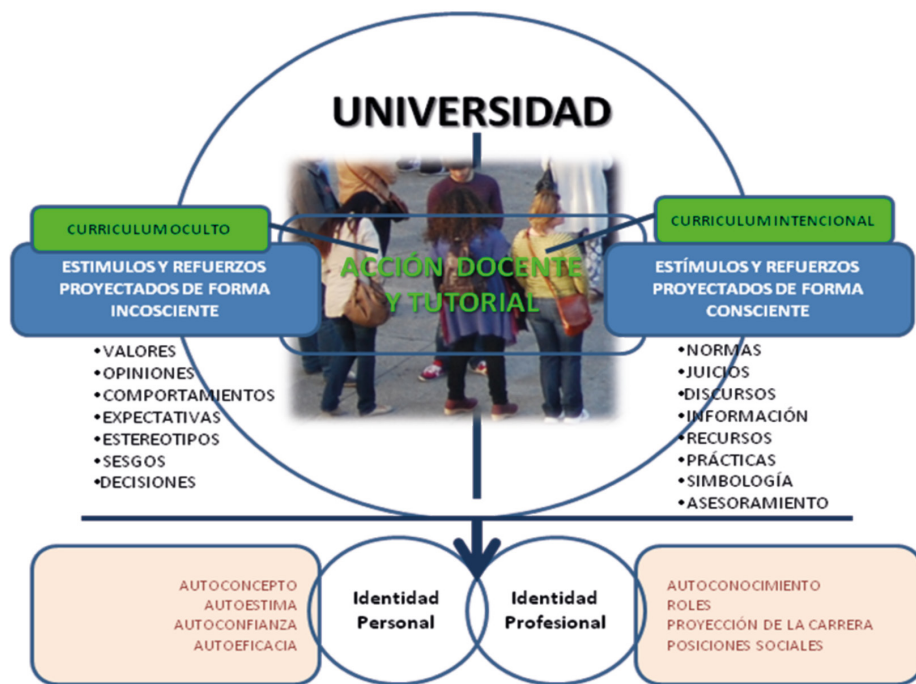 UNIVERSIDAD
CURRICULUM OCULTO
ESTIMULOS Y REFUERZOS
PROYECTADOS DE FORMA
INCOSCIENTE
•VALORES
•OPINIONES
•COMPORTAMIENTOS
•EXPECTATIVAS
•ESTEREOTIPOS
•SESGOS
•DECISIONES
ACCIÓN DOCENTE
Y TUTORIAL
CURRICULUM INTENCIONAL
ESTÍMULOS Y REFUERZOS
PROYECTADOS DE FORMA
CONSCIENTE
•NORMAS
•JUICIOS
•DISCURSOS
•INFORMACIÓN
•RECURSOS
•PRÁCTICAS
•SIMBOLOGÍA
•ASESORAMIENTO
AUTOCONCEPTO
AUTOESTIMA
AUTOCONFIANZA
AUTOEFICACIA
Identidad
Personal
Identidad
Profesional
AUTOCONOCIMIENTO
ROLES
PROYECCIÓN DE LA CARRERA
POSICIONES SOCIALES